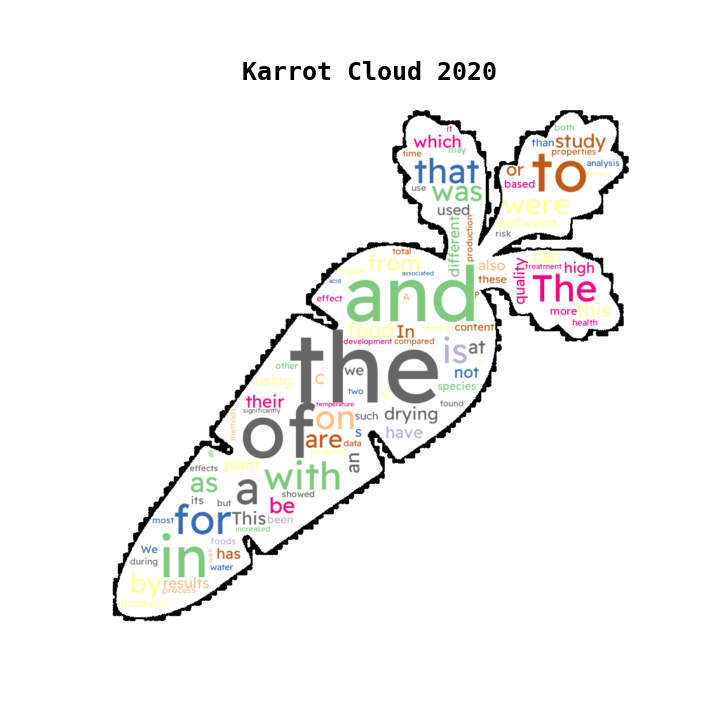 Karrot Cloud 2020
it
both
which
may
than
study
time
properties
that
analysis
or
to
use
was
based
used
were
between
risk
different
production
total
from
also
can
associated
these
quality
treatment
high
acid
The
effect
A
and
P
more
this
health
food
In
control
content
development
compared
the
is
at
other
we
not
using
C
two
species
their
temperature
found
significantly
of
on
such
drying
methods
are
data
s
have
all
plant
an
effects
as
with
a
showed
its
but
be
most
for
This
been
increased
We
foods
in
well
has
during
water
by
results
process
products